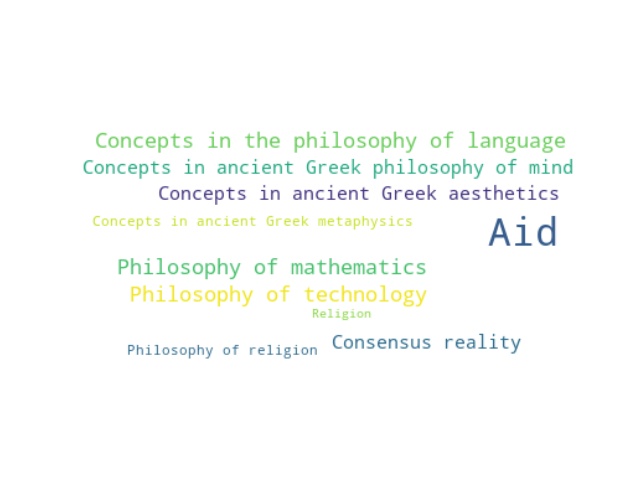 Concepts in the philosophy of language
Concepts in ancient Greek philosophy of mind
Concepts in ancient Greek aesthetics
Concepts in ancient Greek metaphysics
Aid
Philosophy of mathematics
Philosophy of technology
Religion
Consensus reality
Philosophy of religion